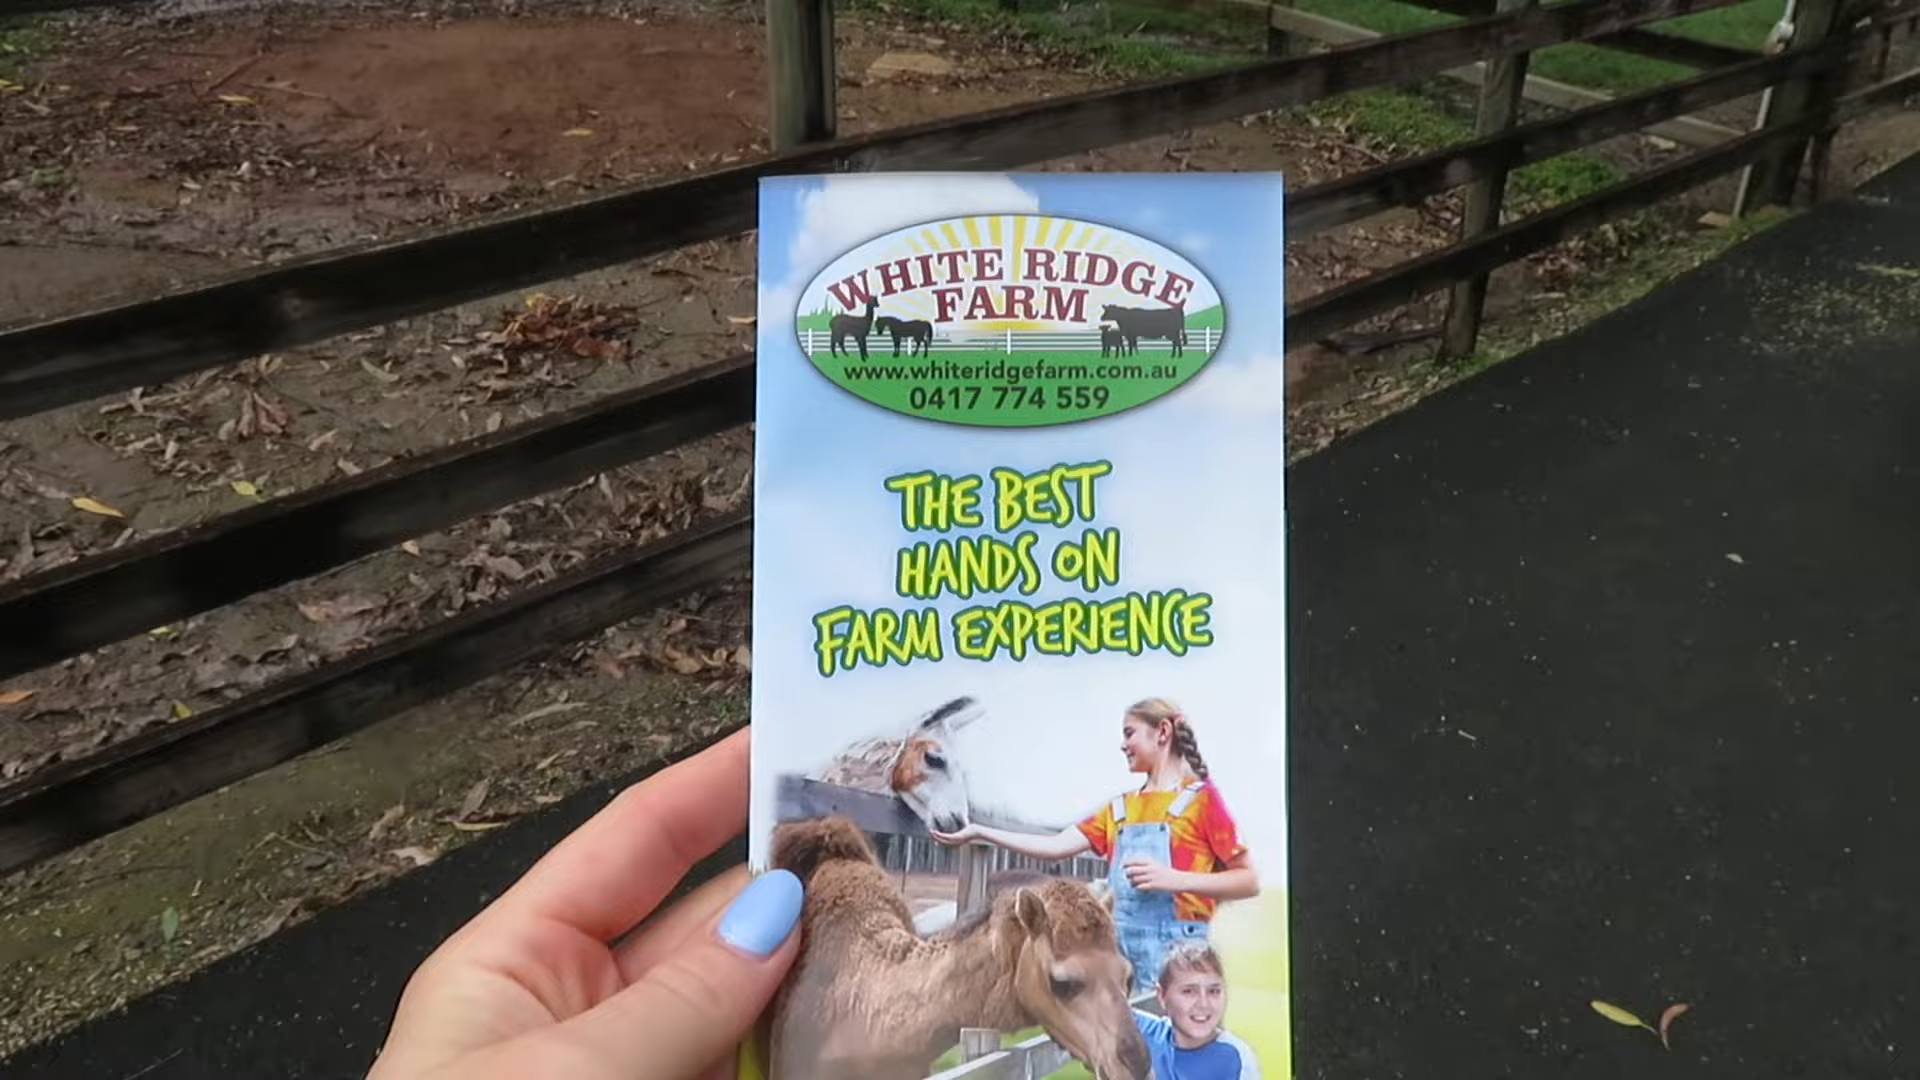 WHITE RIDGE
FARM
www.whiteridgefarm.com.au
0417 774 559
THE BEST
HANDS ON
FARM EXPERIENCE